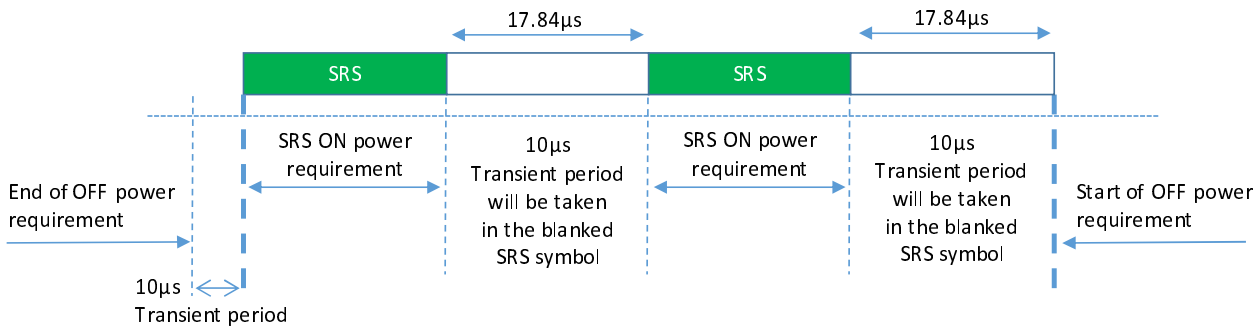 17.84µs
17.84µs
SRS
SRS
SRS ON power
requirement
10µs
Transient period
will be taken
in the blanked
SRS symbol
SRS ON power
requirement
10µs
Transient period
will be taken
in the blanked
SRS symbol
End of OFF power
requirement
Start of OFF power
requirement
10µs
Transient period